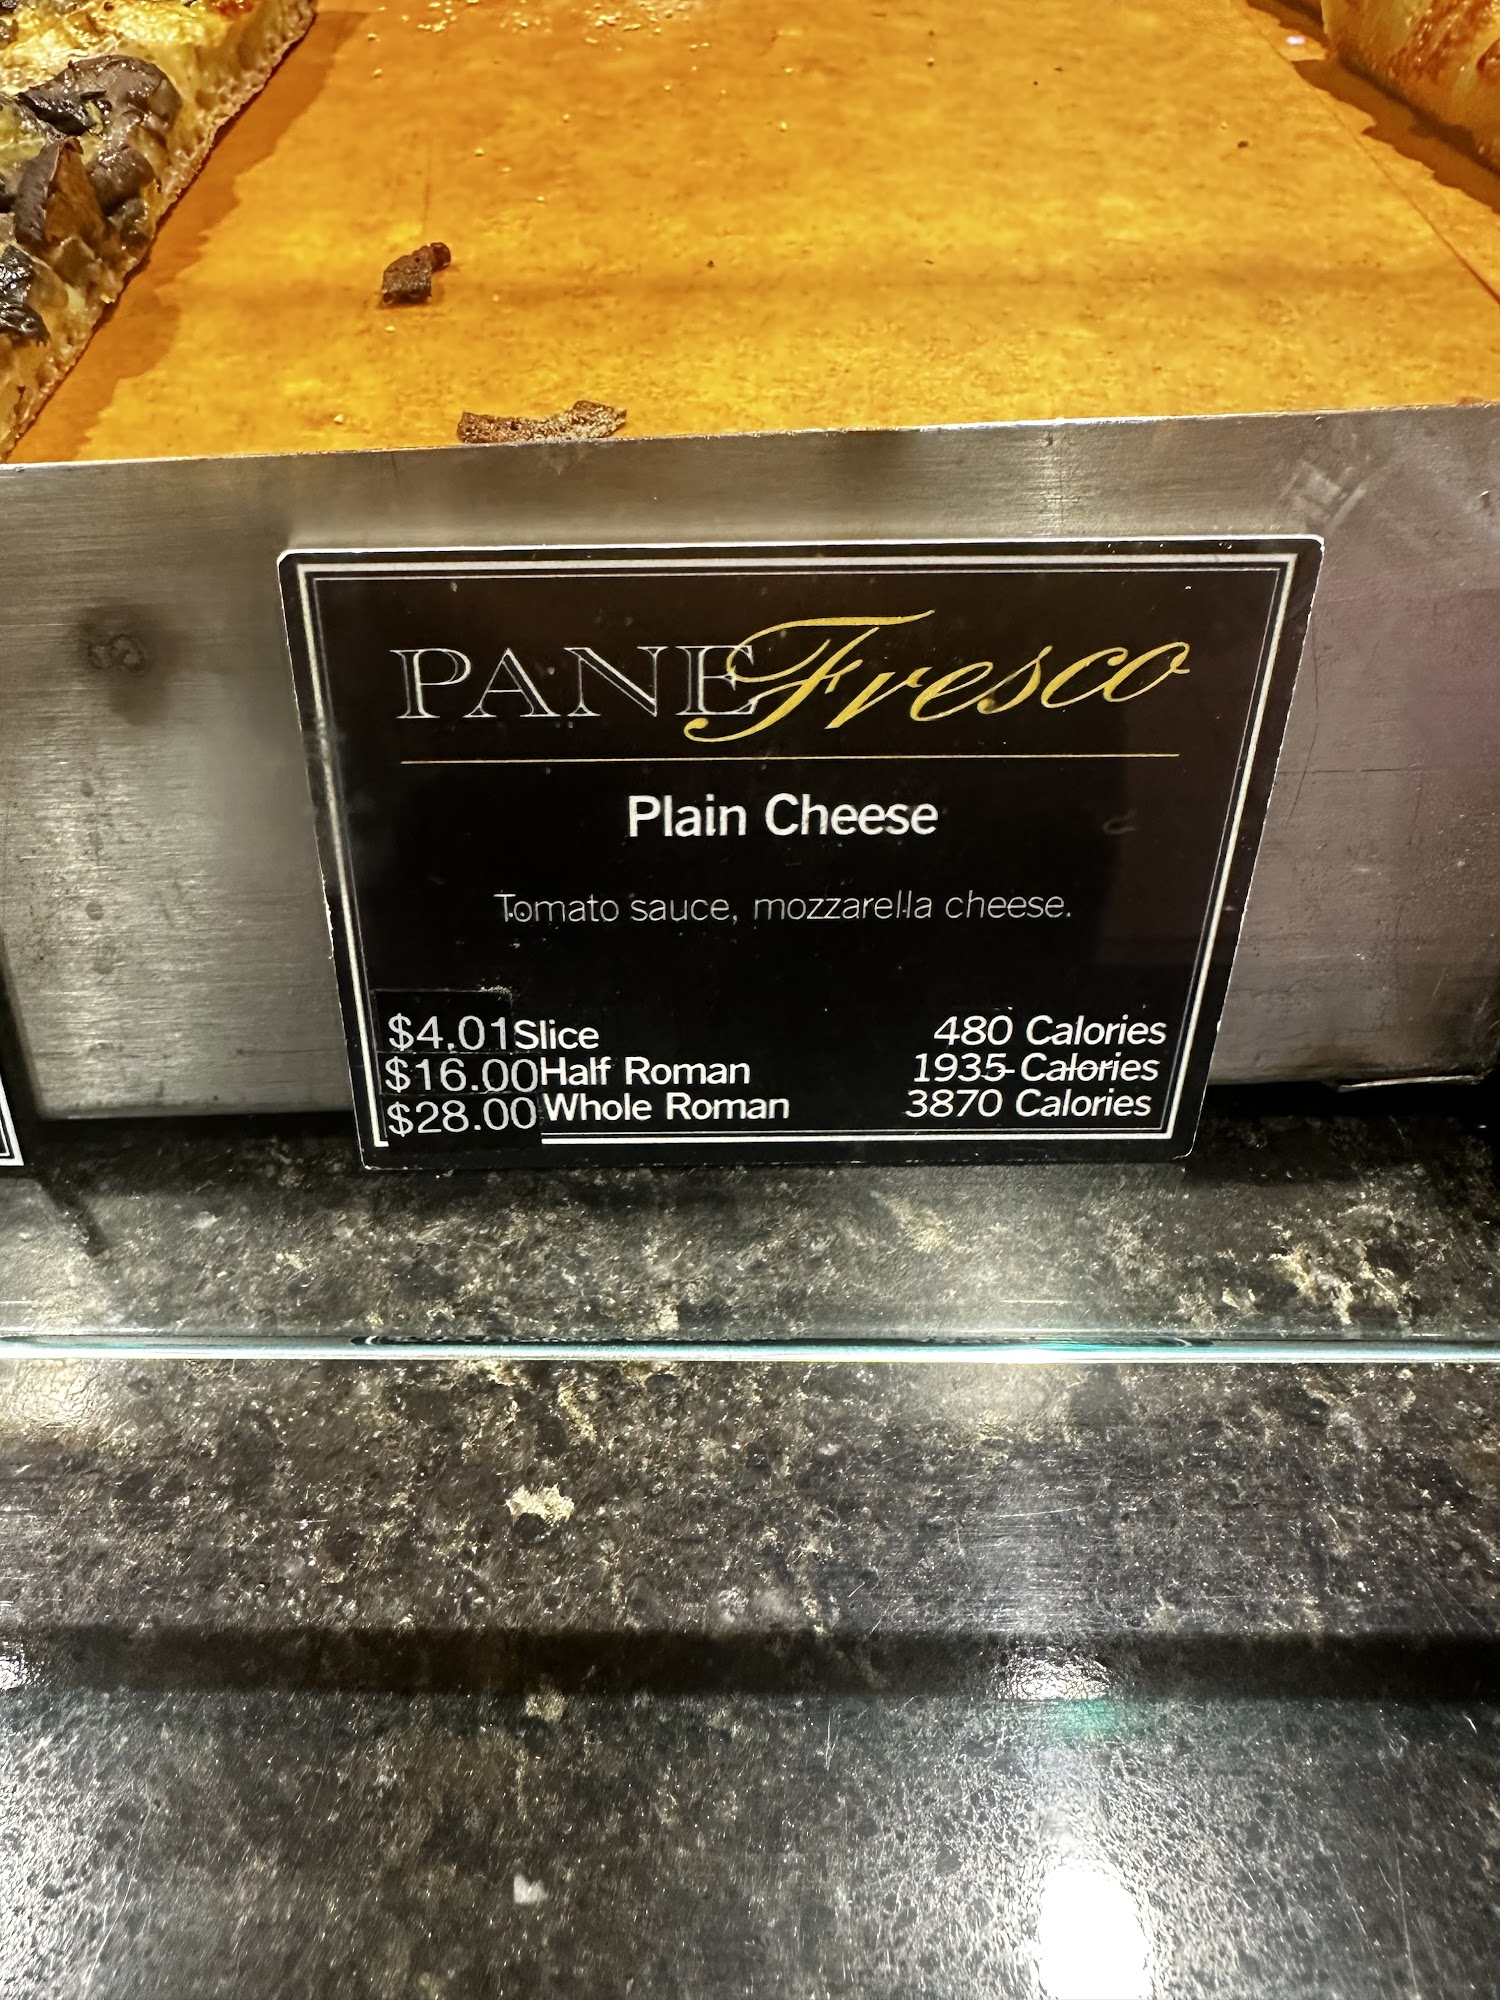 PANE Fresco
Plain Cheese
Tomato sauce, mozzarella cheese.
$4.01 Slice 480 Calories
$16.00 Half Roman 1935 Calories
$28.00 Whole Roman 3870 Calories